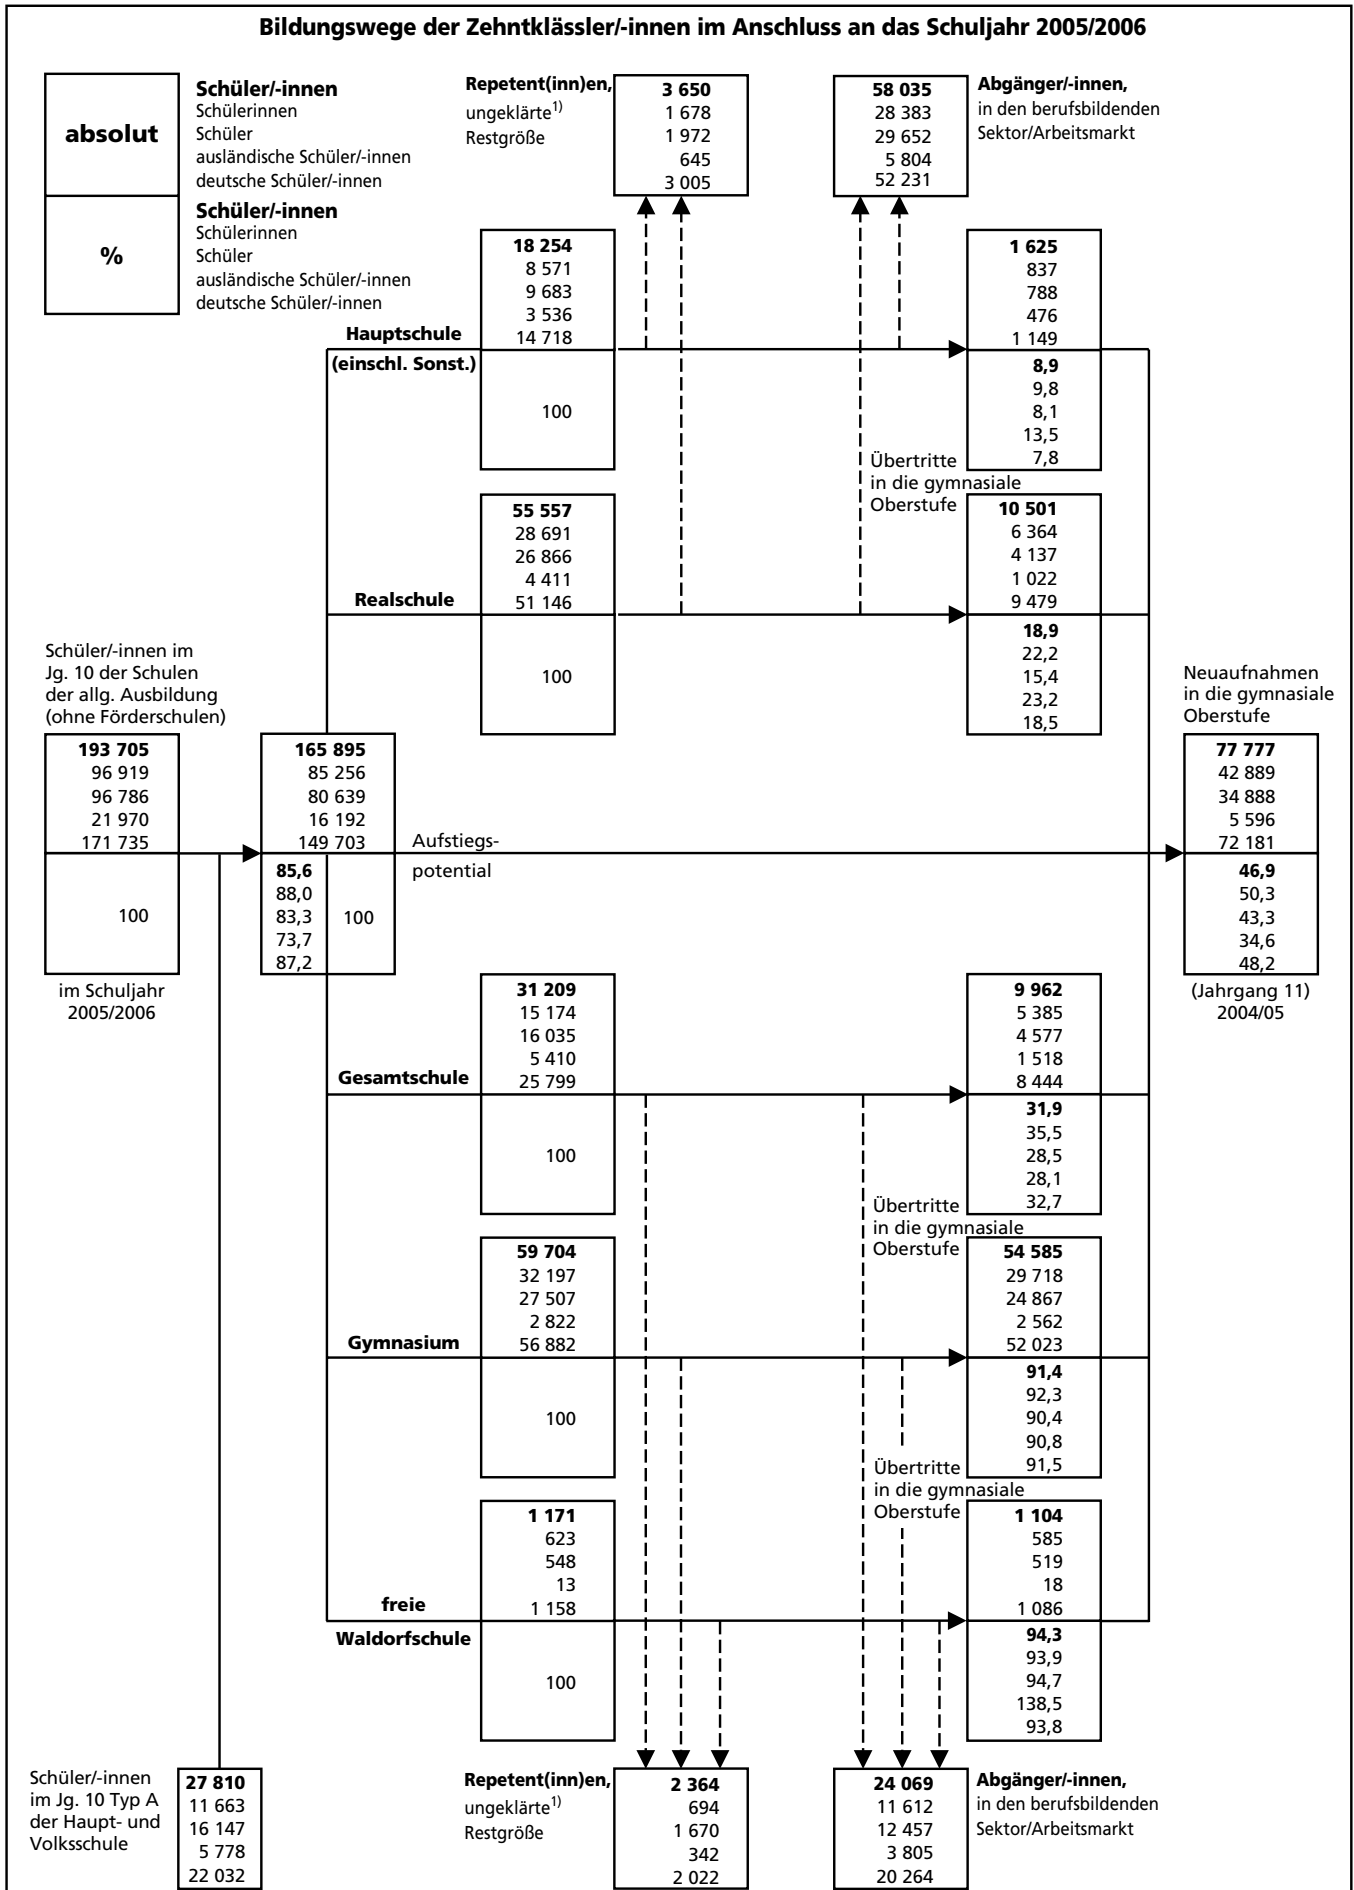 Bildungswege der Zehntklässler/-innen im Anschluss an das Schuljahr 2005/2006
absolut
Schüler/-innen
Schülerinnen
Schüler
ausländische Schüler/-innen
deutsche Schüler/-innen
%
Schüler/-innen
Schülerinnen
Schüler
ausländische Schüler/-innen
deutsche Schüler/-innen
Repetent(inn)en,
ungeklärte1)
Restgröße
3 650
1 678
1 972
645
3 005
58 035
28 383
29 652
5 804
52 231
Abgänger/-innen,
in den berufsbildenden
Sektor/Arbeitsmarkt
Hauptschule
(einschl. Sonst.)
18 254
8 571
9 683
3 536
14 718
100
1 625
837
788
476
1 149
8,9
9,8
8,1
13,5
7,8
Übertritte
in die gymnasiale
Oberstufe
Realschule
55 557
28 691
26 866
4 411
51 146
100
10 501
6 364
4 137
1 022
9 479
18,9
22,2
15,4
23,2
18,5
Schüler/-innen im
Jg. 10 der Schulen
der allg. Ausbildung
(ohne Förderschulen)
193 705
96 919
96 786
21 970
171 735
100
im Schuljahr
2005/2006
165 895
85 256
80 639
16 192
149 703
85,6
88,0
83,3
73,7
87,2
100
Aufstiegs-
potential
Neuaufnahmen
in die gymnasiale
Oberstufe
77 777
42 889
34 888
5 596
72 181
46,9
50,3
43,3
34,6
48,2
(Jahrgang 11)
2004/05
Gesamtschule
31 209
15 174
16 035
5 410
25 799
100
9 962
5 385
4 577
1 518
8 444
31,9
35,5
28,5
28,1
32,7
Übertritte
in die gymnasiale
Oberstufe
Gymnasium
59 704
32 197
27 507
2 822
56 882
100
54 585
29 718
24 867
2 562
52 023
91,4
92,3
90,4
90,8
91,5
Übertritte
in die gymnasiale
Oberstufe
freie
Waldorfschule
1 171
623
548
13
1 158
100
1 104
585
519
18
1 086
94,3
93,9
94,7
138,5
93,8
Schüler/-innen
im Jg. 10 Typ A
der Haupt- und
Volksschule
27 810
11 663
16 147
5 778
22 032
Repetent(inn)en,
ungeklärte1)
Restgröße
2 364
694
1 670
342
2 022
24 069
11 612
12 457
3 805
20 264
Abgänger/-innen,
in den berufsbildenden
Sektor/Arbeitsmarkt